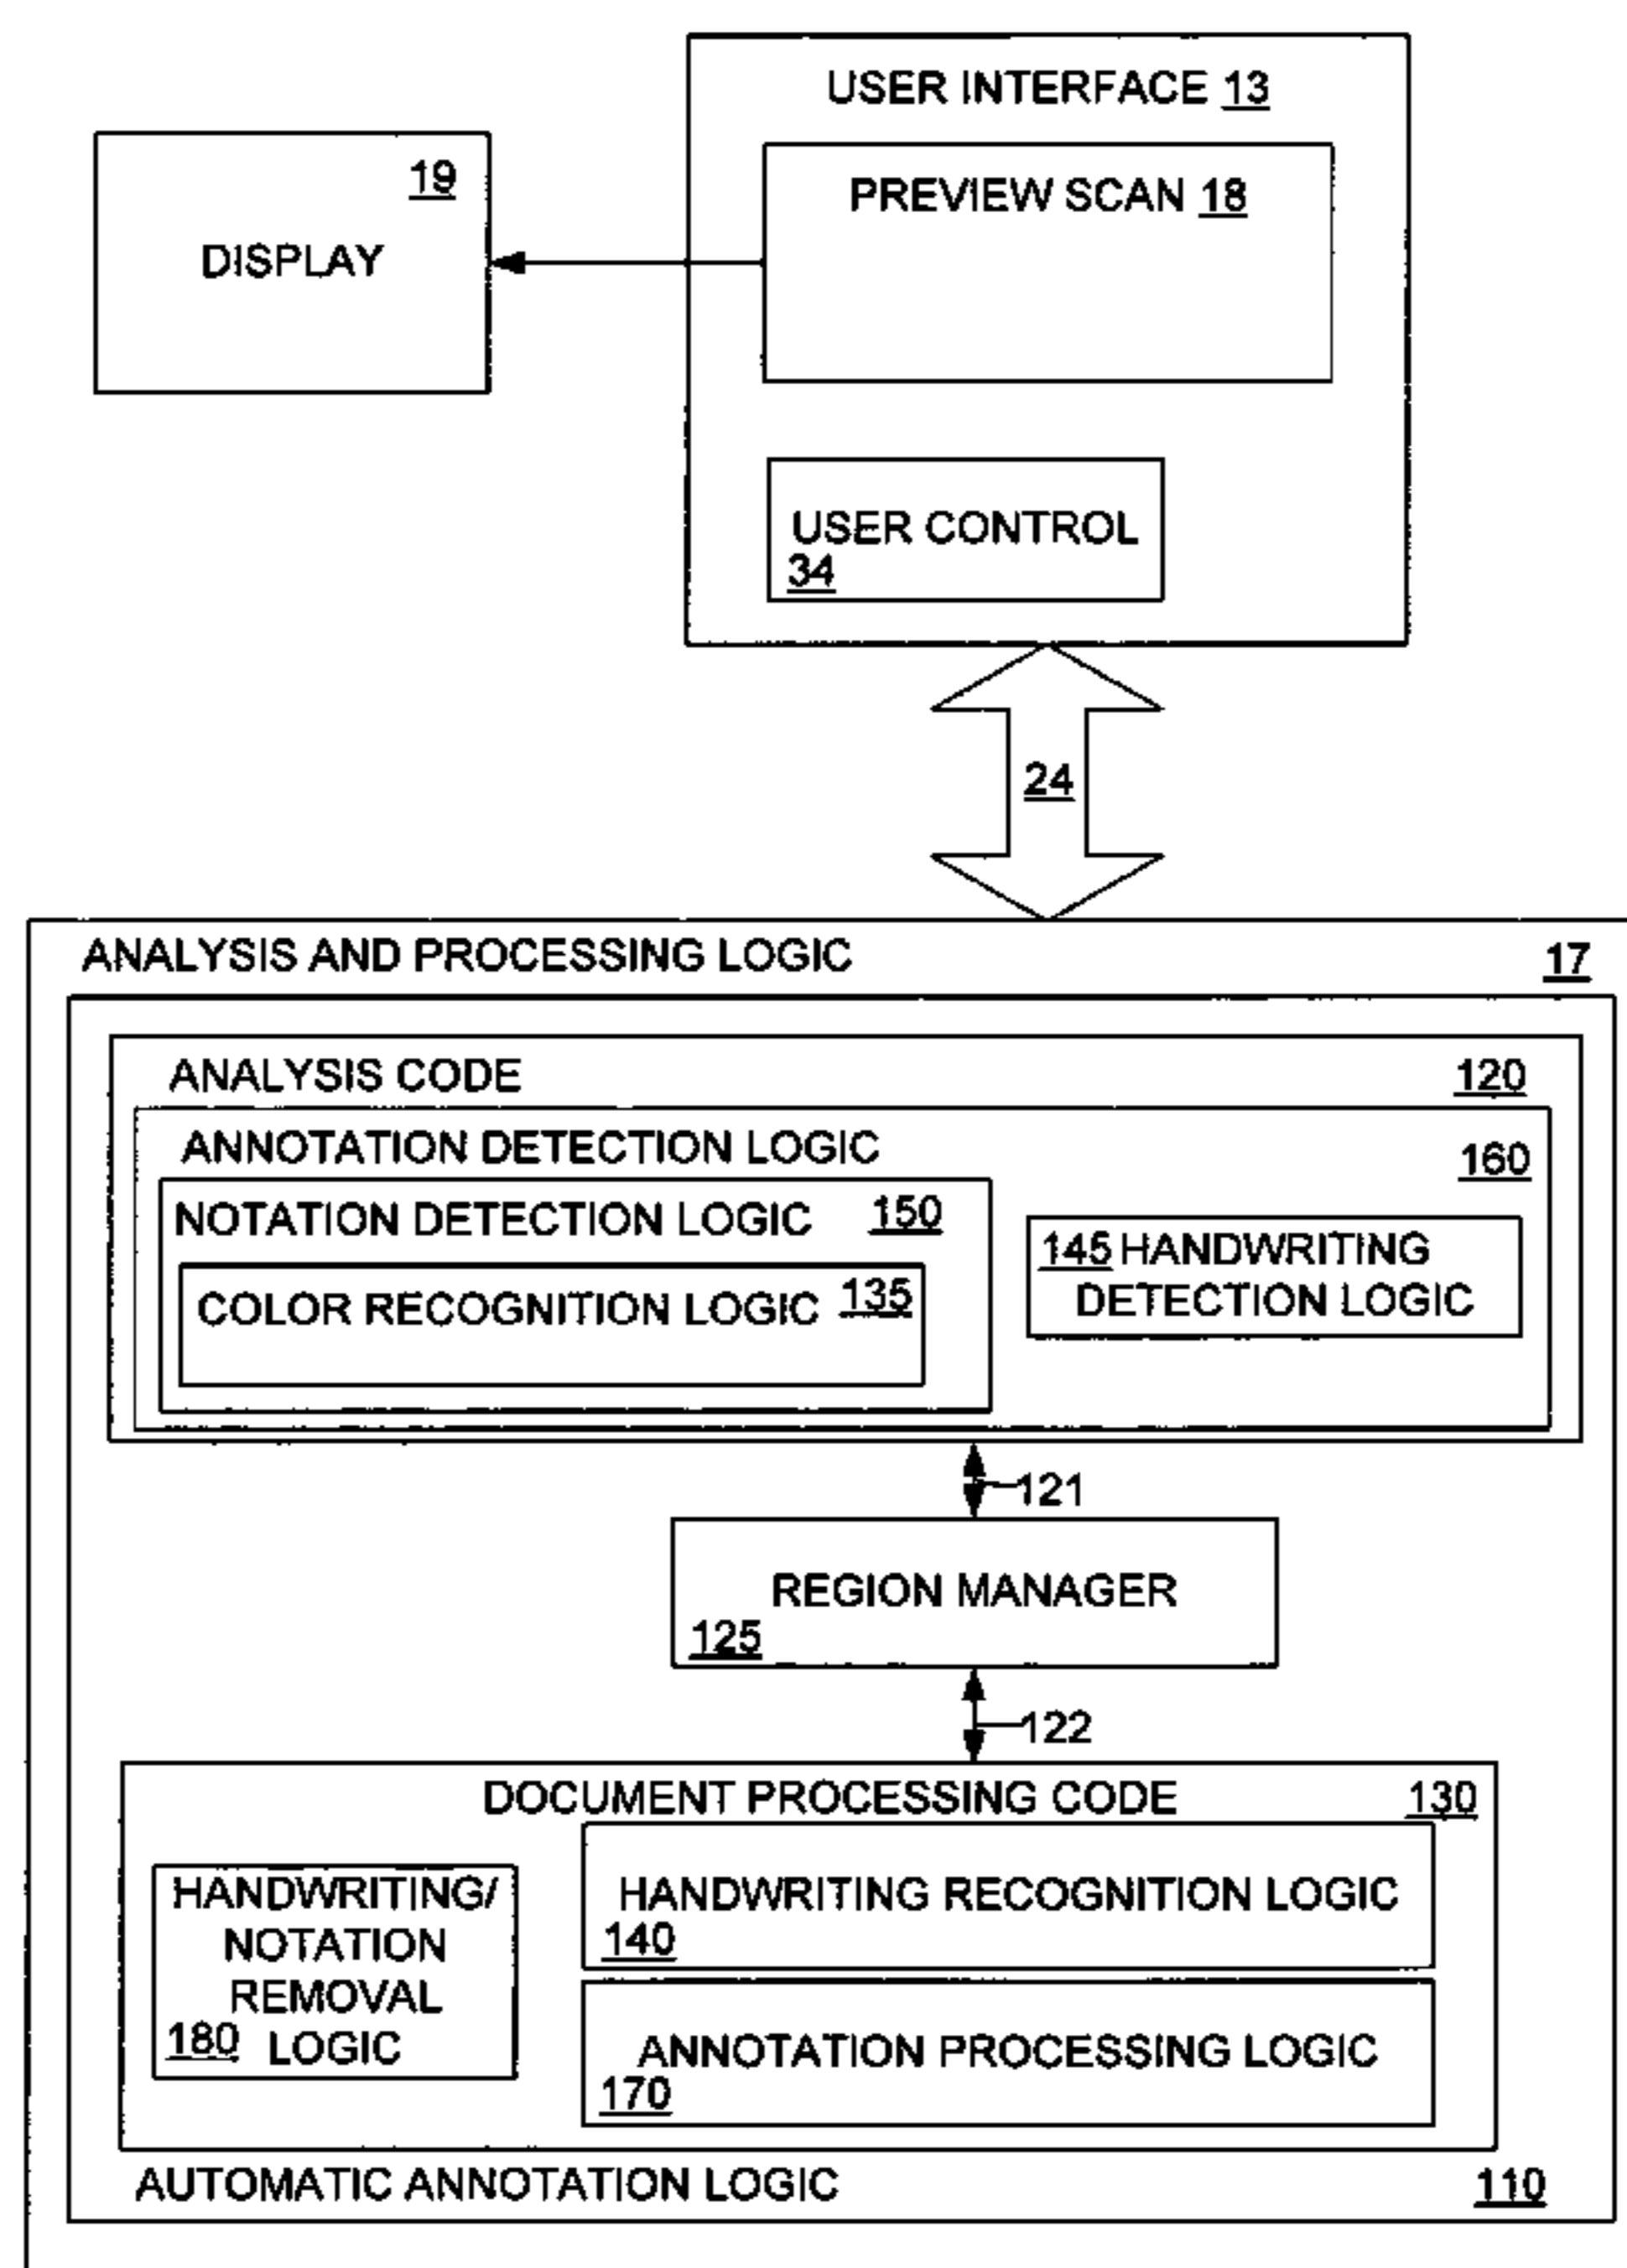 USER INTERFACE 13
19
PREVIEW SCAN 18
DISPLAY
USER CONTROL
34
24
ANALYSIS AND PROCESSING LOGIC 17
ANALYSIS CODE 120
ANNOTATION DETECTION LOGIC 160
NOTATION DETECTION LOGIC 150
145 HANDWRITING
DETECTION LOGIC
COLOR RECOGNITION LOGIC 135
121
REGION MANAGER
125
122
DOCUMENT PROCESSING CODE 130
HANDWRITING/
NOTATION
REMOVAL
180 LOGIC
HANDWRITING RECOGNITION LOGIC
140
ANNOTATION PROCESSING LOGIC
170
AUTOMATIC ANNOTATION LOGIC 110